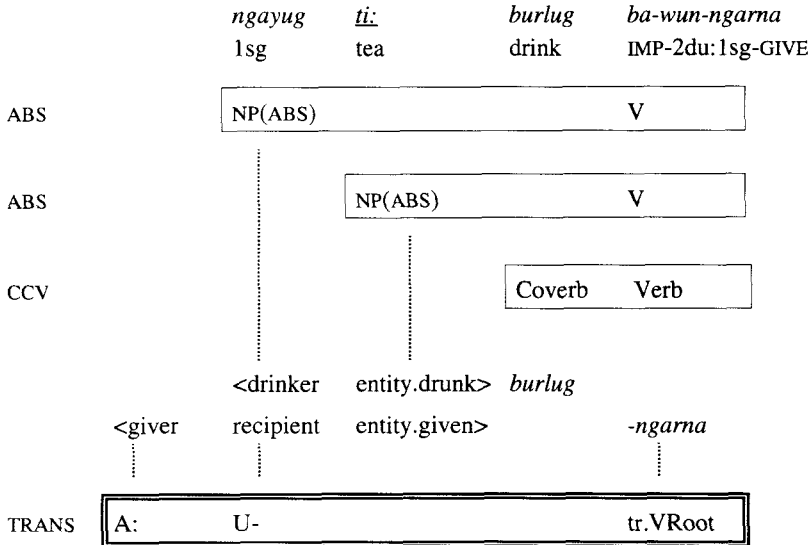 ngayug ti: burlug ba-wun-ngarna
1sg tea drink IMP-2du:1sg-GIVE
ABS NP(ABS) V
ABS NP(ABS) V
CCV Coverb Verb
<drinker entity.drunk> burlug
<giver recipient entity.given> -ngarna
TRANS A: U- tr.VRoot